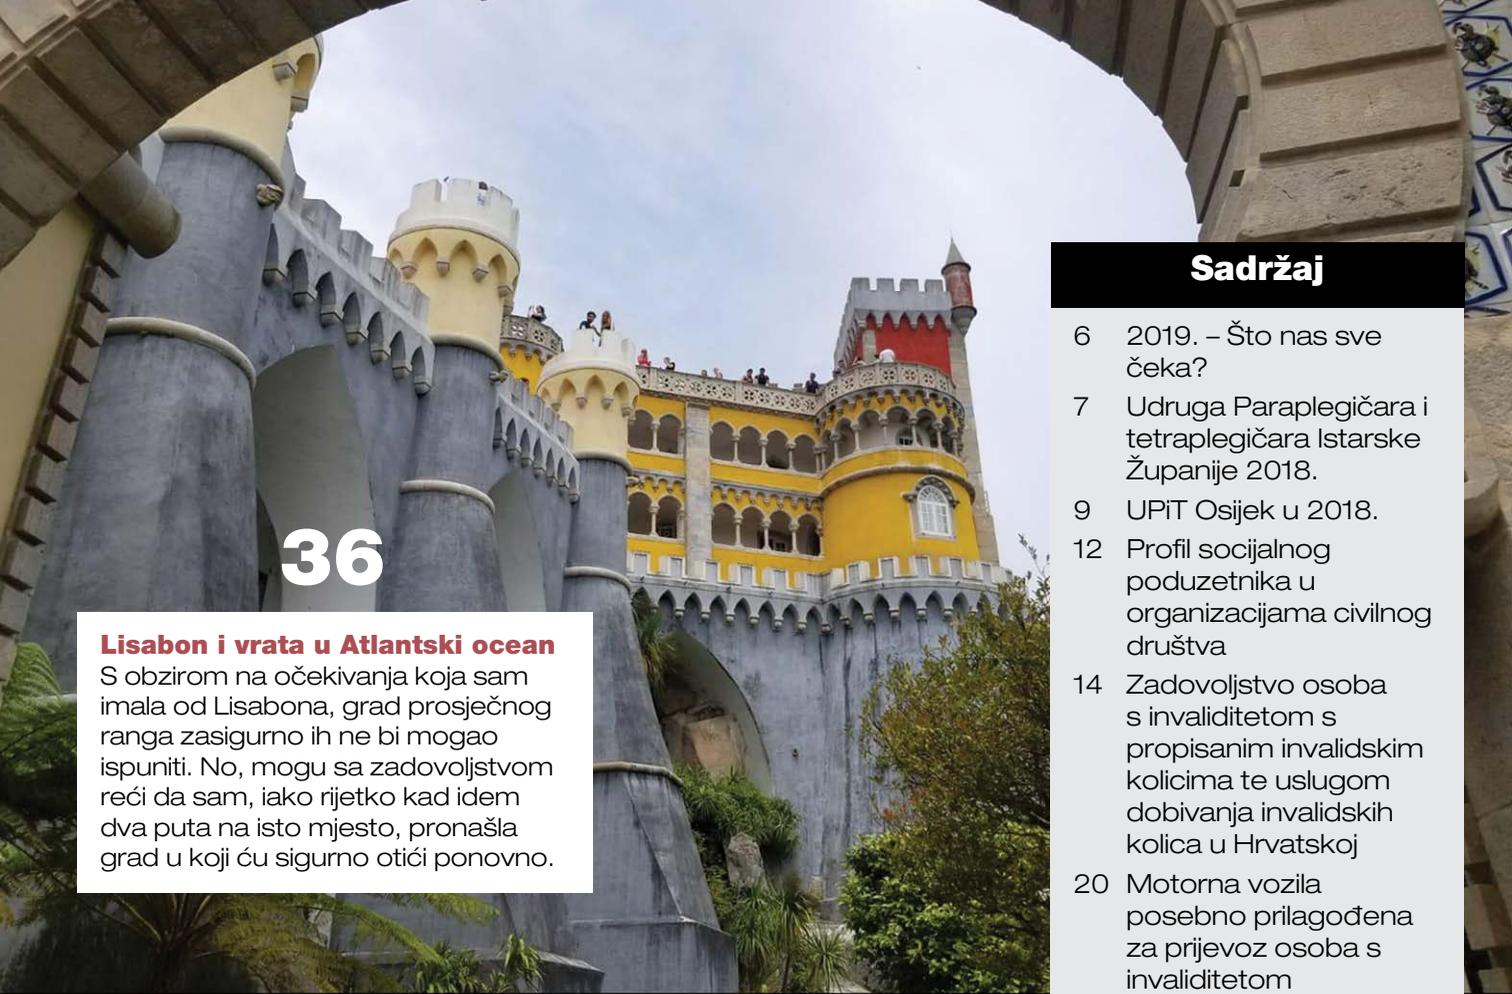 36
Lisabon i vrata u Atlantski ocean
S obzirom na očekivanja koja sam
imala od Lisabona, grad prosječnog
ranga zasigurno ih ne bi mogao
ispuniti. No, mogu sa zadovoljstvom
reći da sam, iako rijetko kad idem
dva puta na isto mjesto, pronašla
grad u koji ću sigurno otići ponovno.
Sadržaj
6 2019. – Što nas sve
čeka?
7 Udruga Paraplegičara i
tetraplegičara Istarske
Županije 2018.
9 UPiT Osijek u 2018.
12 Profil socijalnog
poduzetnika u
organizacijama civilnog
društva
14 Zadovoljstvo osoba
s invaliditetom s
propisanim invalidskim
kolicima te uslugom
dobivanja invalidskih
kolica u Hrvatskoj
20 Motorna vozila
posebno prilagođena
za prijevoz osoba s
invaliditetom